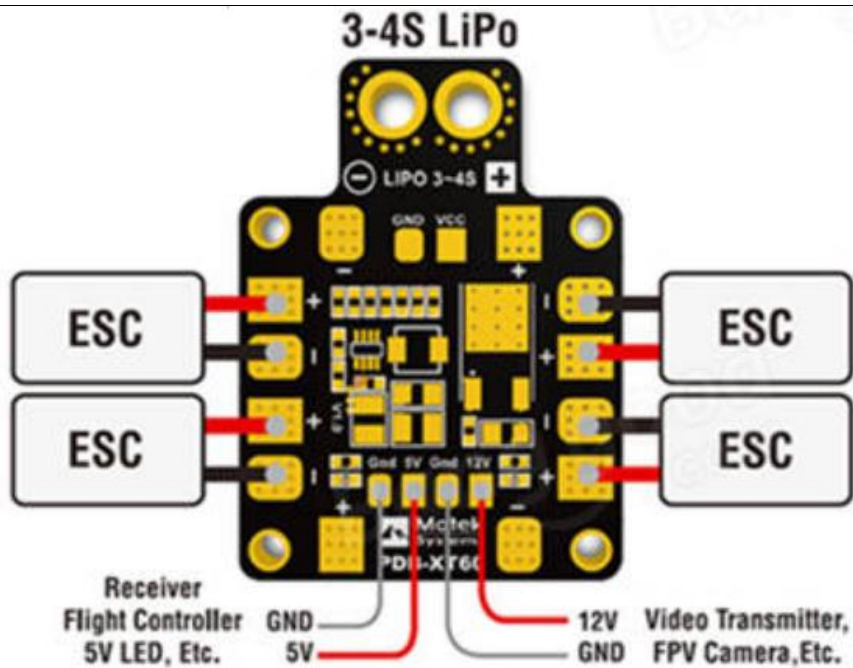 3-4S LiPo
LIPO 3~4S +
GND VCC
- +
+ -
ESC ESC
- +
+ -
ESC ESC
- +
Gnd 5V Gnd 12V
+ -
Matek
Systems
PDB-XT60
Receiver
Flight Controller GND
5V LED, Etc. 5V
12V Video Transmitter,
GND FPV Camera,Etc.